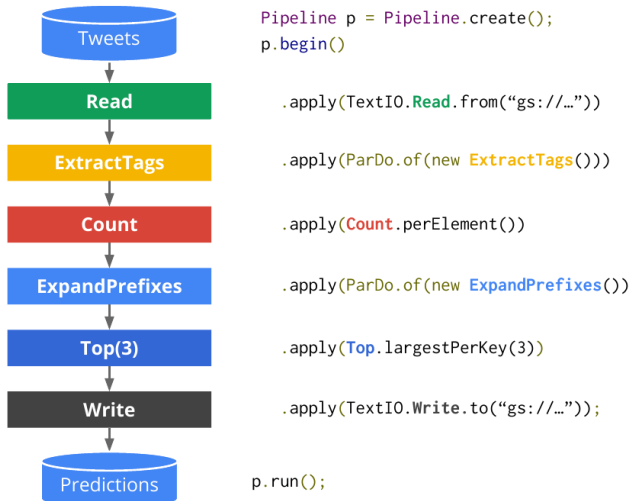 Tweets
Pipeline p = Pipeline.create();
p.begin()
Read
.apply(TextIO.Read.from(“gs://…”))
ExtractTags
.apply(ParDo.of(new ExtractTags()))
Count
.apply(Count.perElement())
ExpandPrefixes
.apply(ParDo.of(new ExpandPrefixes())
Top(3)
.apply(Top.largestPerKey(3))
Write
.apply(TextIO.Write.to(“gs://…”));
Predictions
p.run();